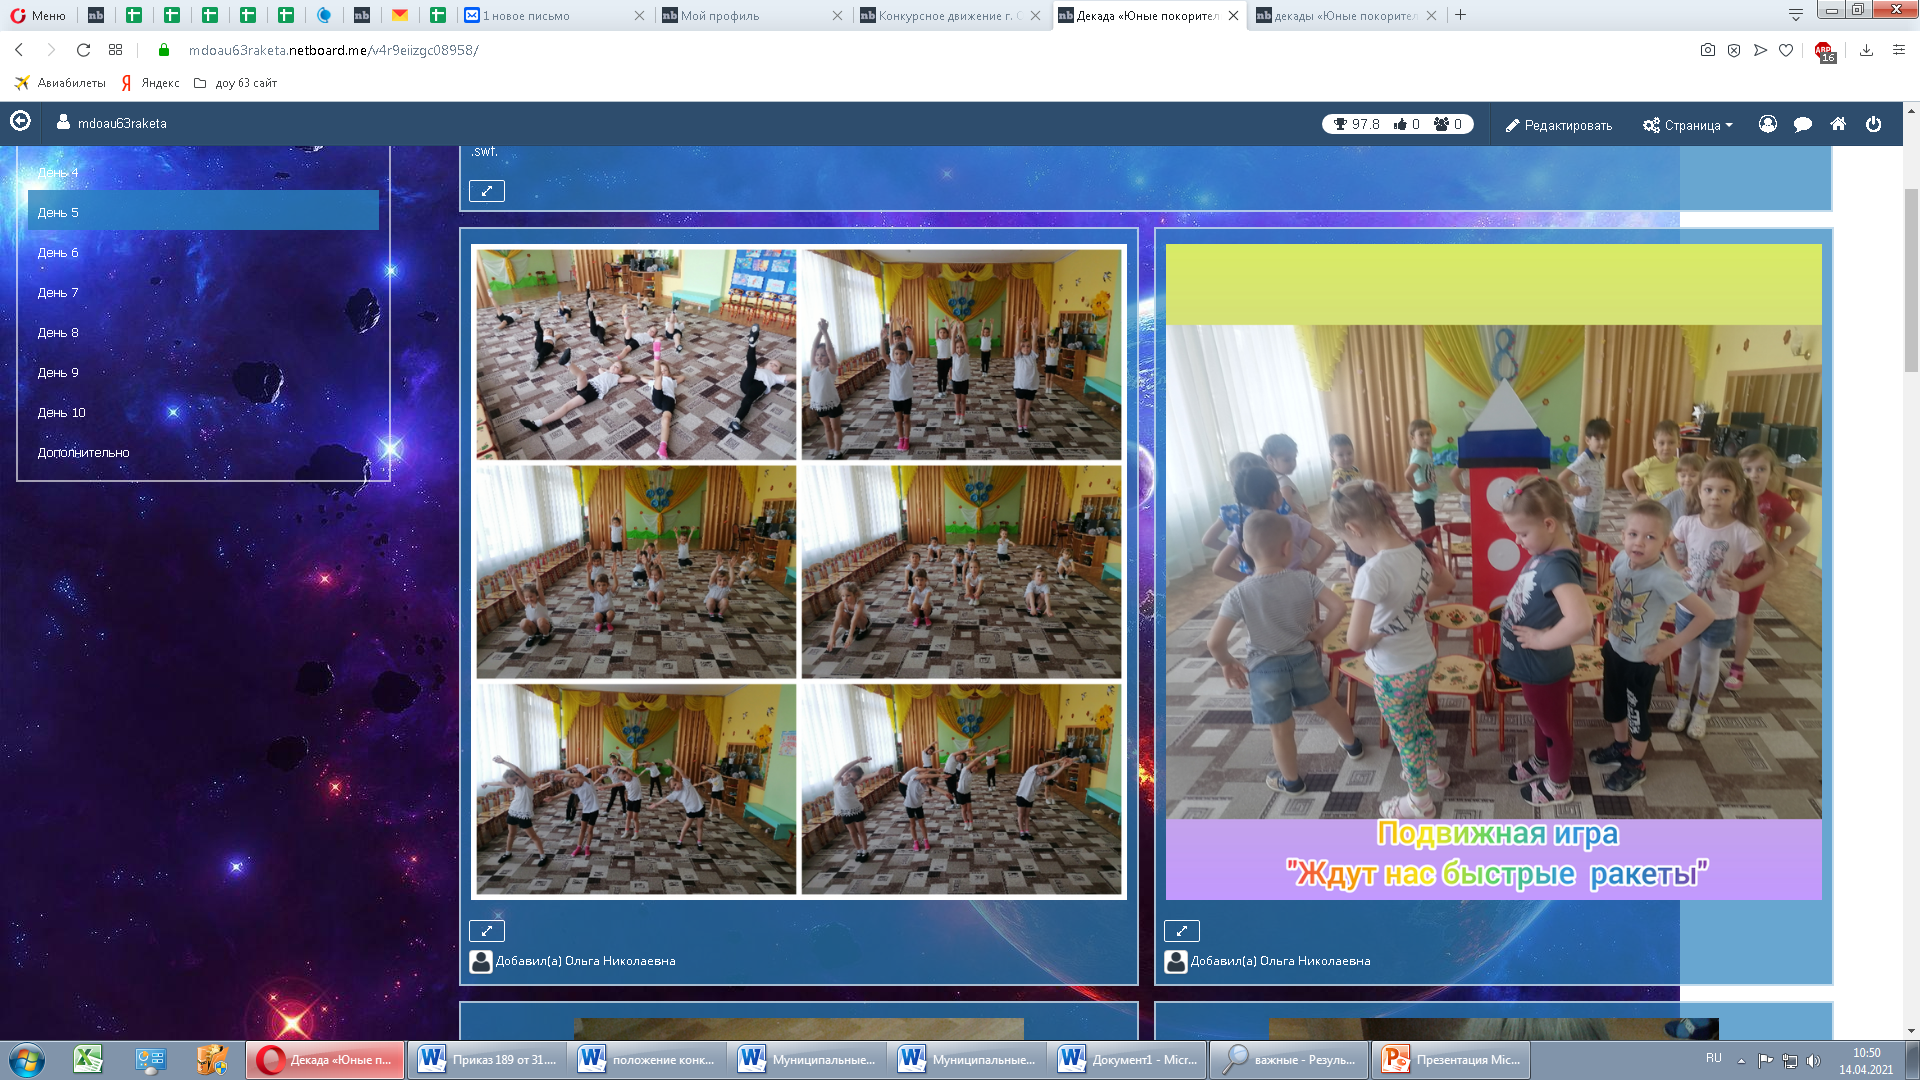 Меню
1 новое письмо
Мой профиль
Конкурсное движение г. О
Декада «Юные покорител
декады «Юные покорител
mdoau63raketa.netboard.me/v4r9eiizgc08958/
ABP
16
Авиабилеты
Яндекс
доу 63 сайт
mdoau63raketa
97.8
0
0
Редактировать
Страница
.swf.
День 4
День 5
День 6
День 7
День 8
День 9
День 10
Дополнительно
Подвижная игра
"Ждут нас быстрые ракеты"
Добавил(а) Ольга Николаевна
Добавил(а) Ольга Николаевна
Декада «Юные п...
Приказ 189 от 31....
положение конк...
Муниципальные...
Муниципальные...
Документ1 - Micr...
важные - Резуль...
Презентация Mic...
RU
10:50
14.04.2021